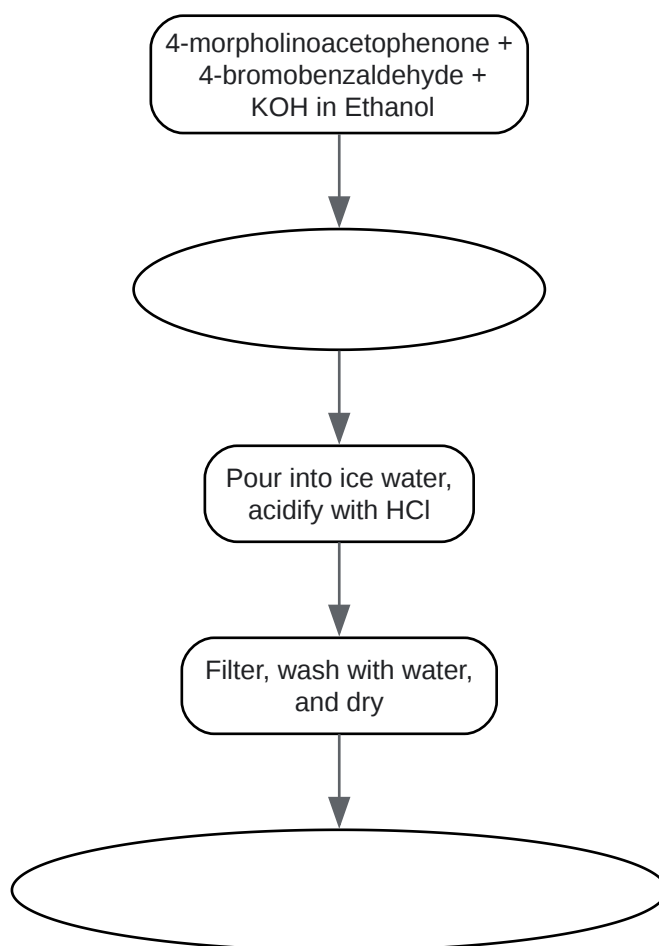 4-morpholinoacetophenone +
4-bromobenzaldehyde +
KOH in Ethanol
Pour into ice water,
acidify with HCl
Filter, wash with water,
and dry